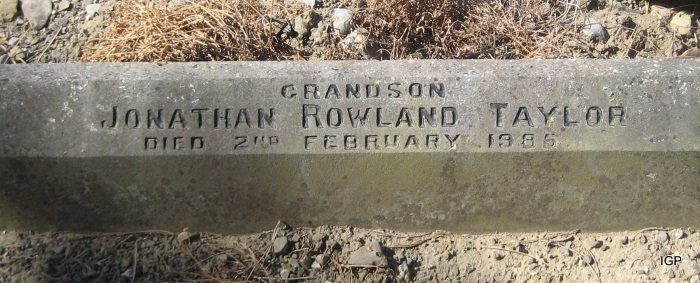 GRANDSON
JONATHAN ROWLAND TAYLOR
DIED 2ND FEBRUARY 1985
IGP